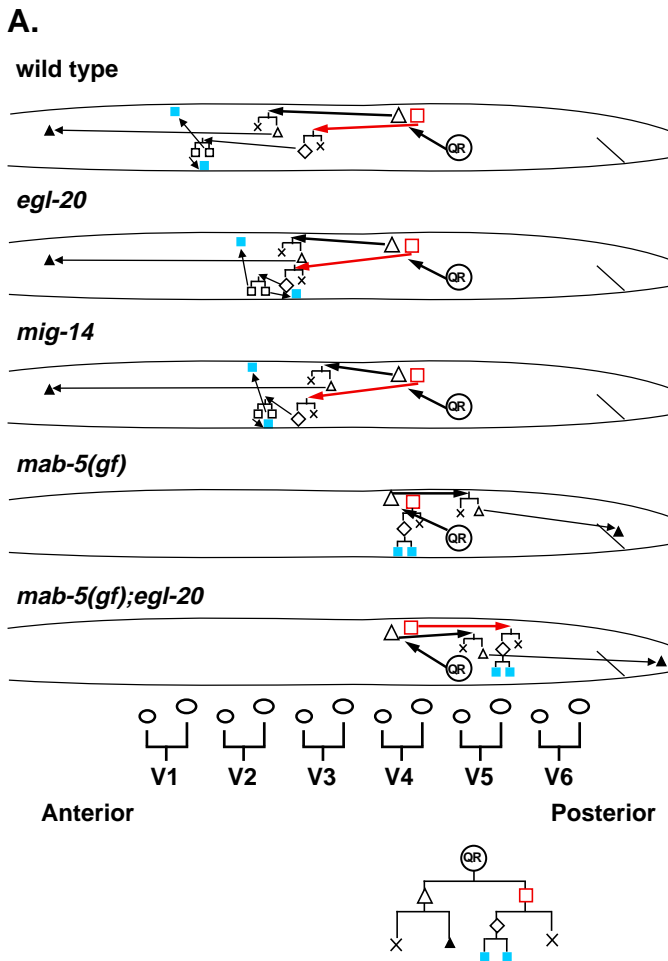 A.
wild type
QR
egl-20
QR
mig-14
QR
mab-5(gf)
QR
mab-5(gf);egl-20
QR
V1 V2 V3 V4 V5 V6
Anterior Posterior
QR